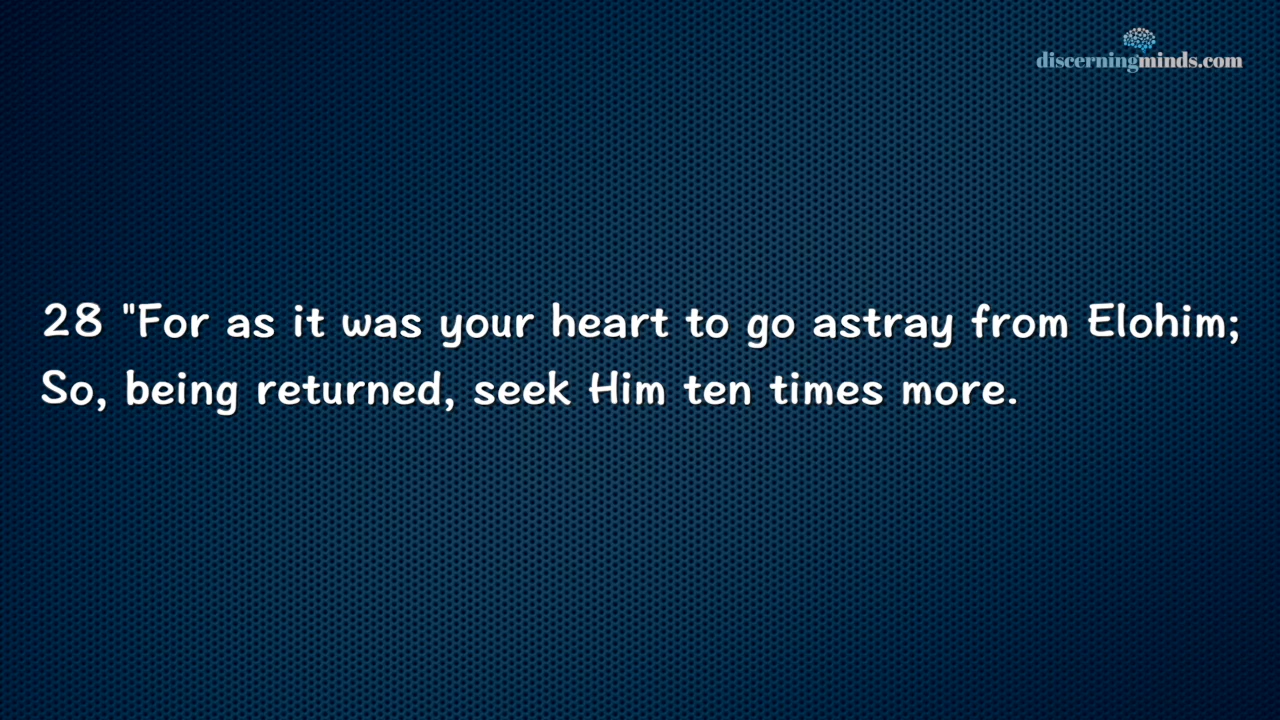 discerningminds.com
28 "For as it was your heart to go astray from Elohim;
So, being returned, seek Him ten times more.